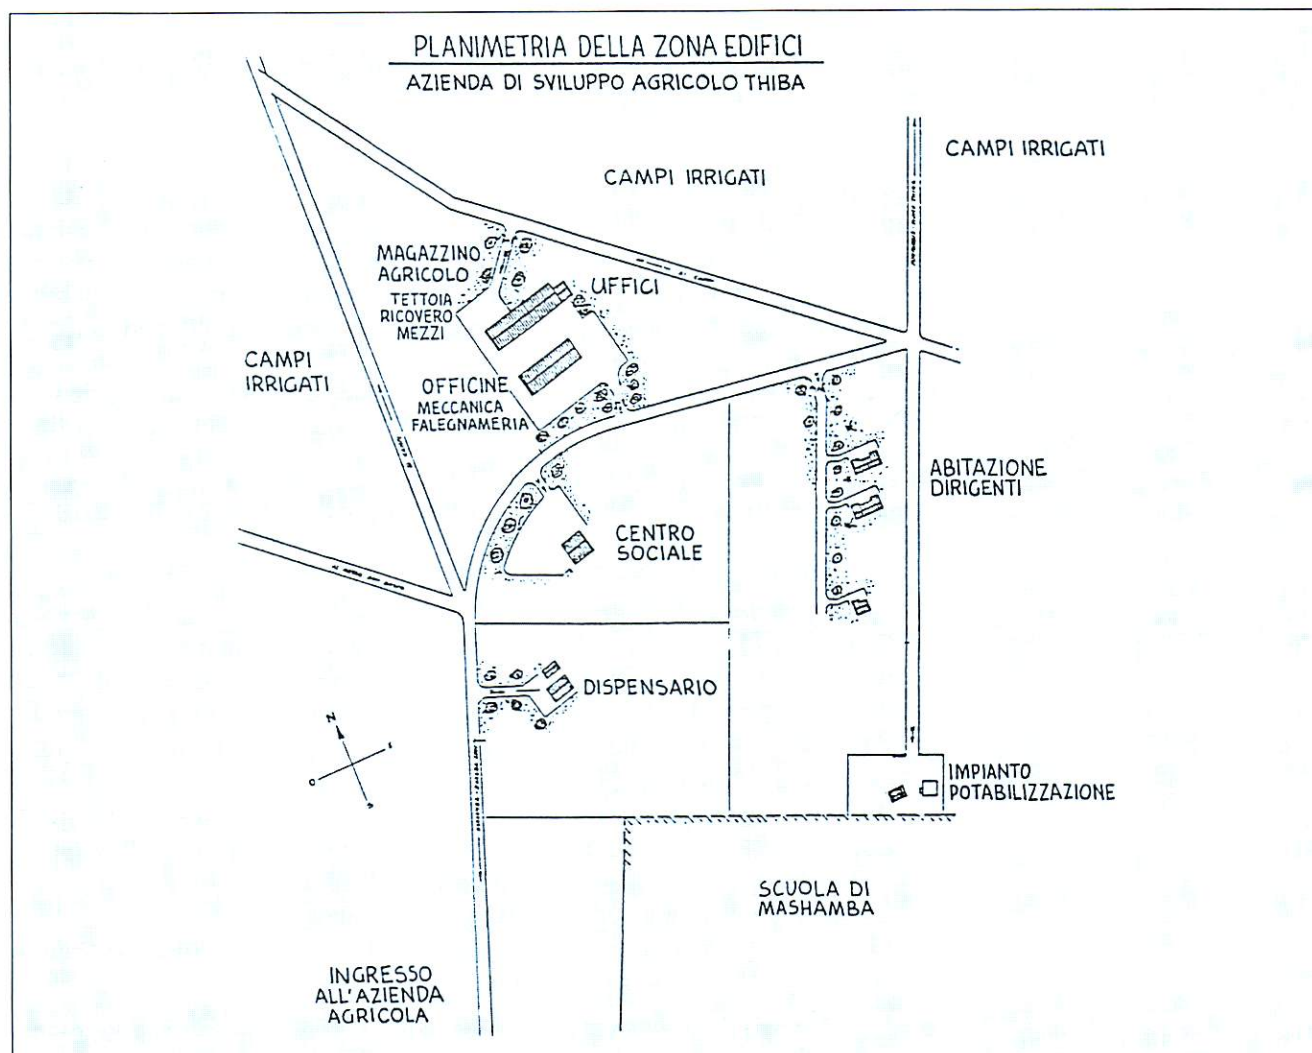 PLANIMETRIA DELLA ZONA EDIFICI
AZIENDA DI SVILUPPO AGRICOLO THIBA
CAMPI IRRIGATI
CAMPI IRRIGATI
MAGAZZINO
AGRICOLO
TETTOIA
RICOVERO
MEZZI
UFFICI
CAMPI
IRRIGATI
OFFICINE
MECCANICA
FALEGNAMERIA
ABITAZIONE
DIRIGENTI
CENTRO
SOCIALE
DISPENSARIO
N
E
O
S
IMPIANTO
POTABILIZZAZIONE
SCUOLA DI
MASHAMBA
INGRESSO
ALL'AZIENDA
AGRICOLA